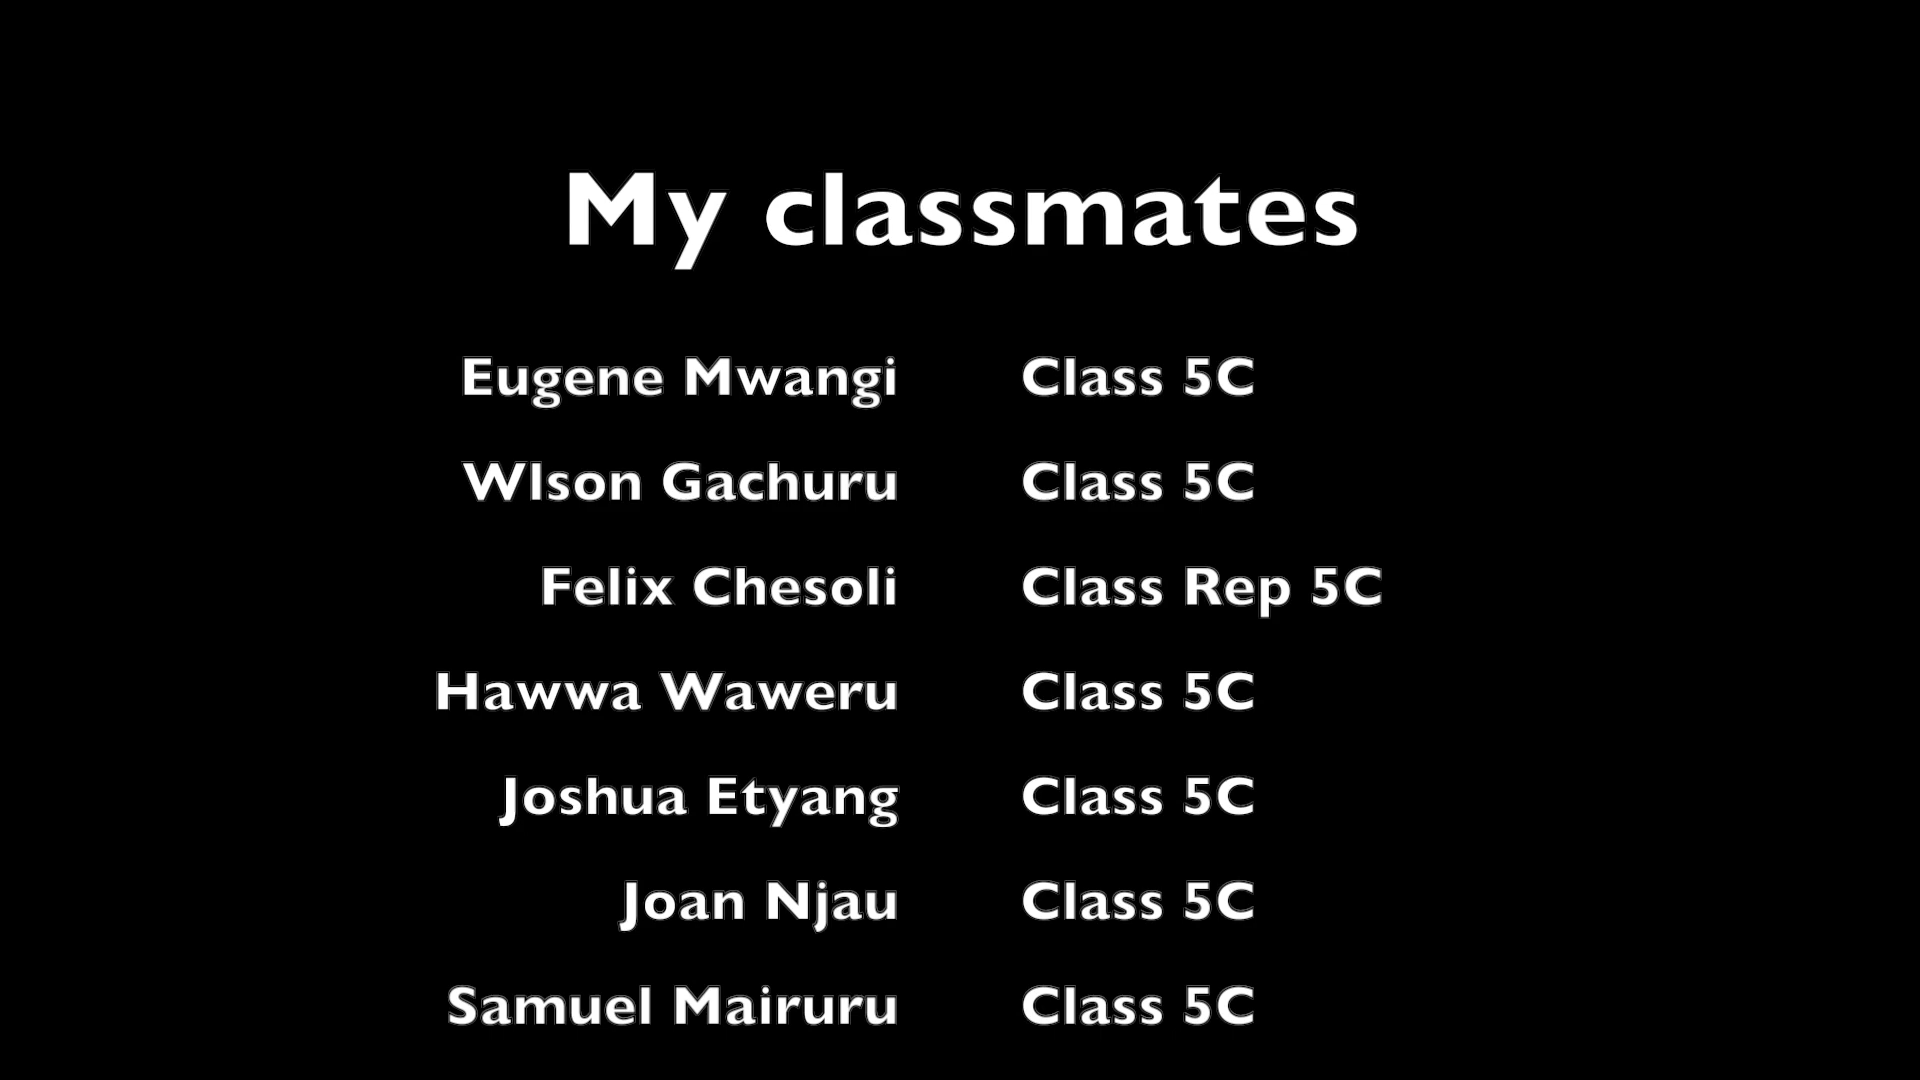 My classmates
Eugene Mwangi Class 5C
Wlson Gachuru Class 5C
Felix Chesoli Class Rep 5C
Hawwa Waweru Class 5C
Joshua Etyang Class 5C
Joan Njau Class 5C
Samuel Mairuru Class 5C